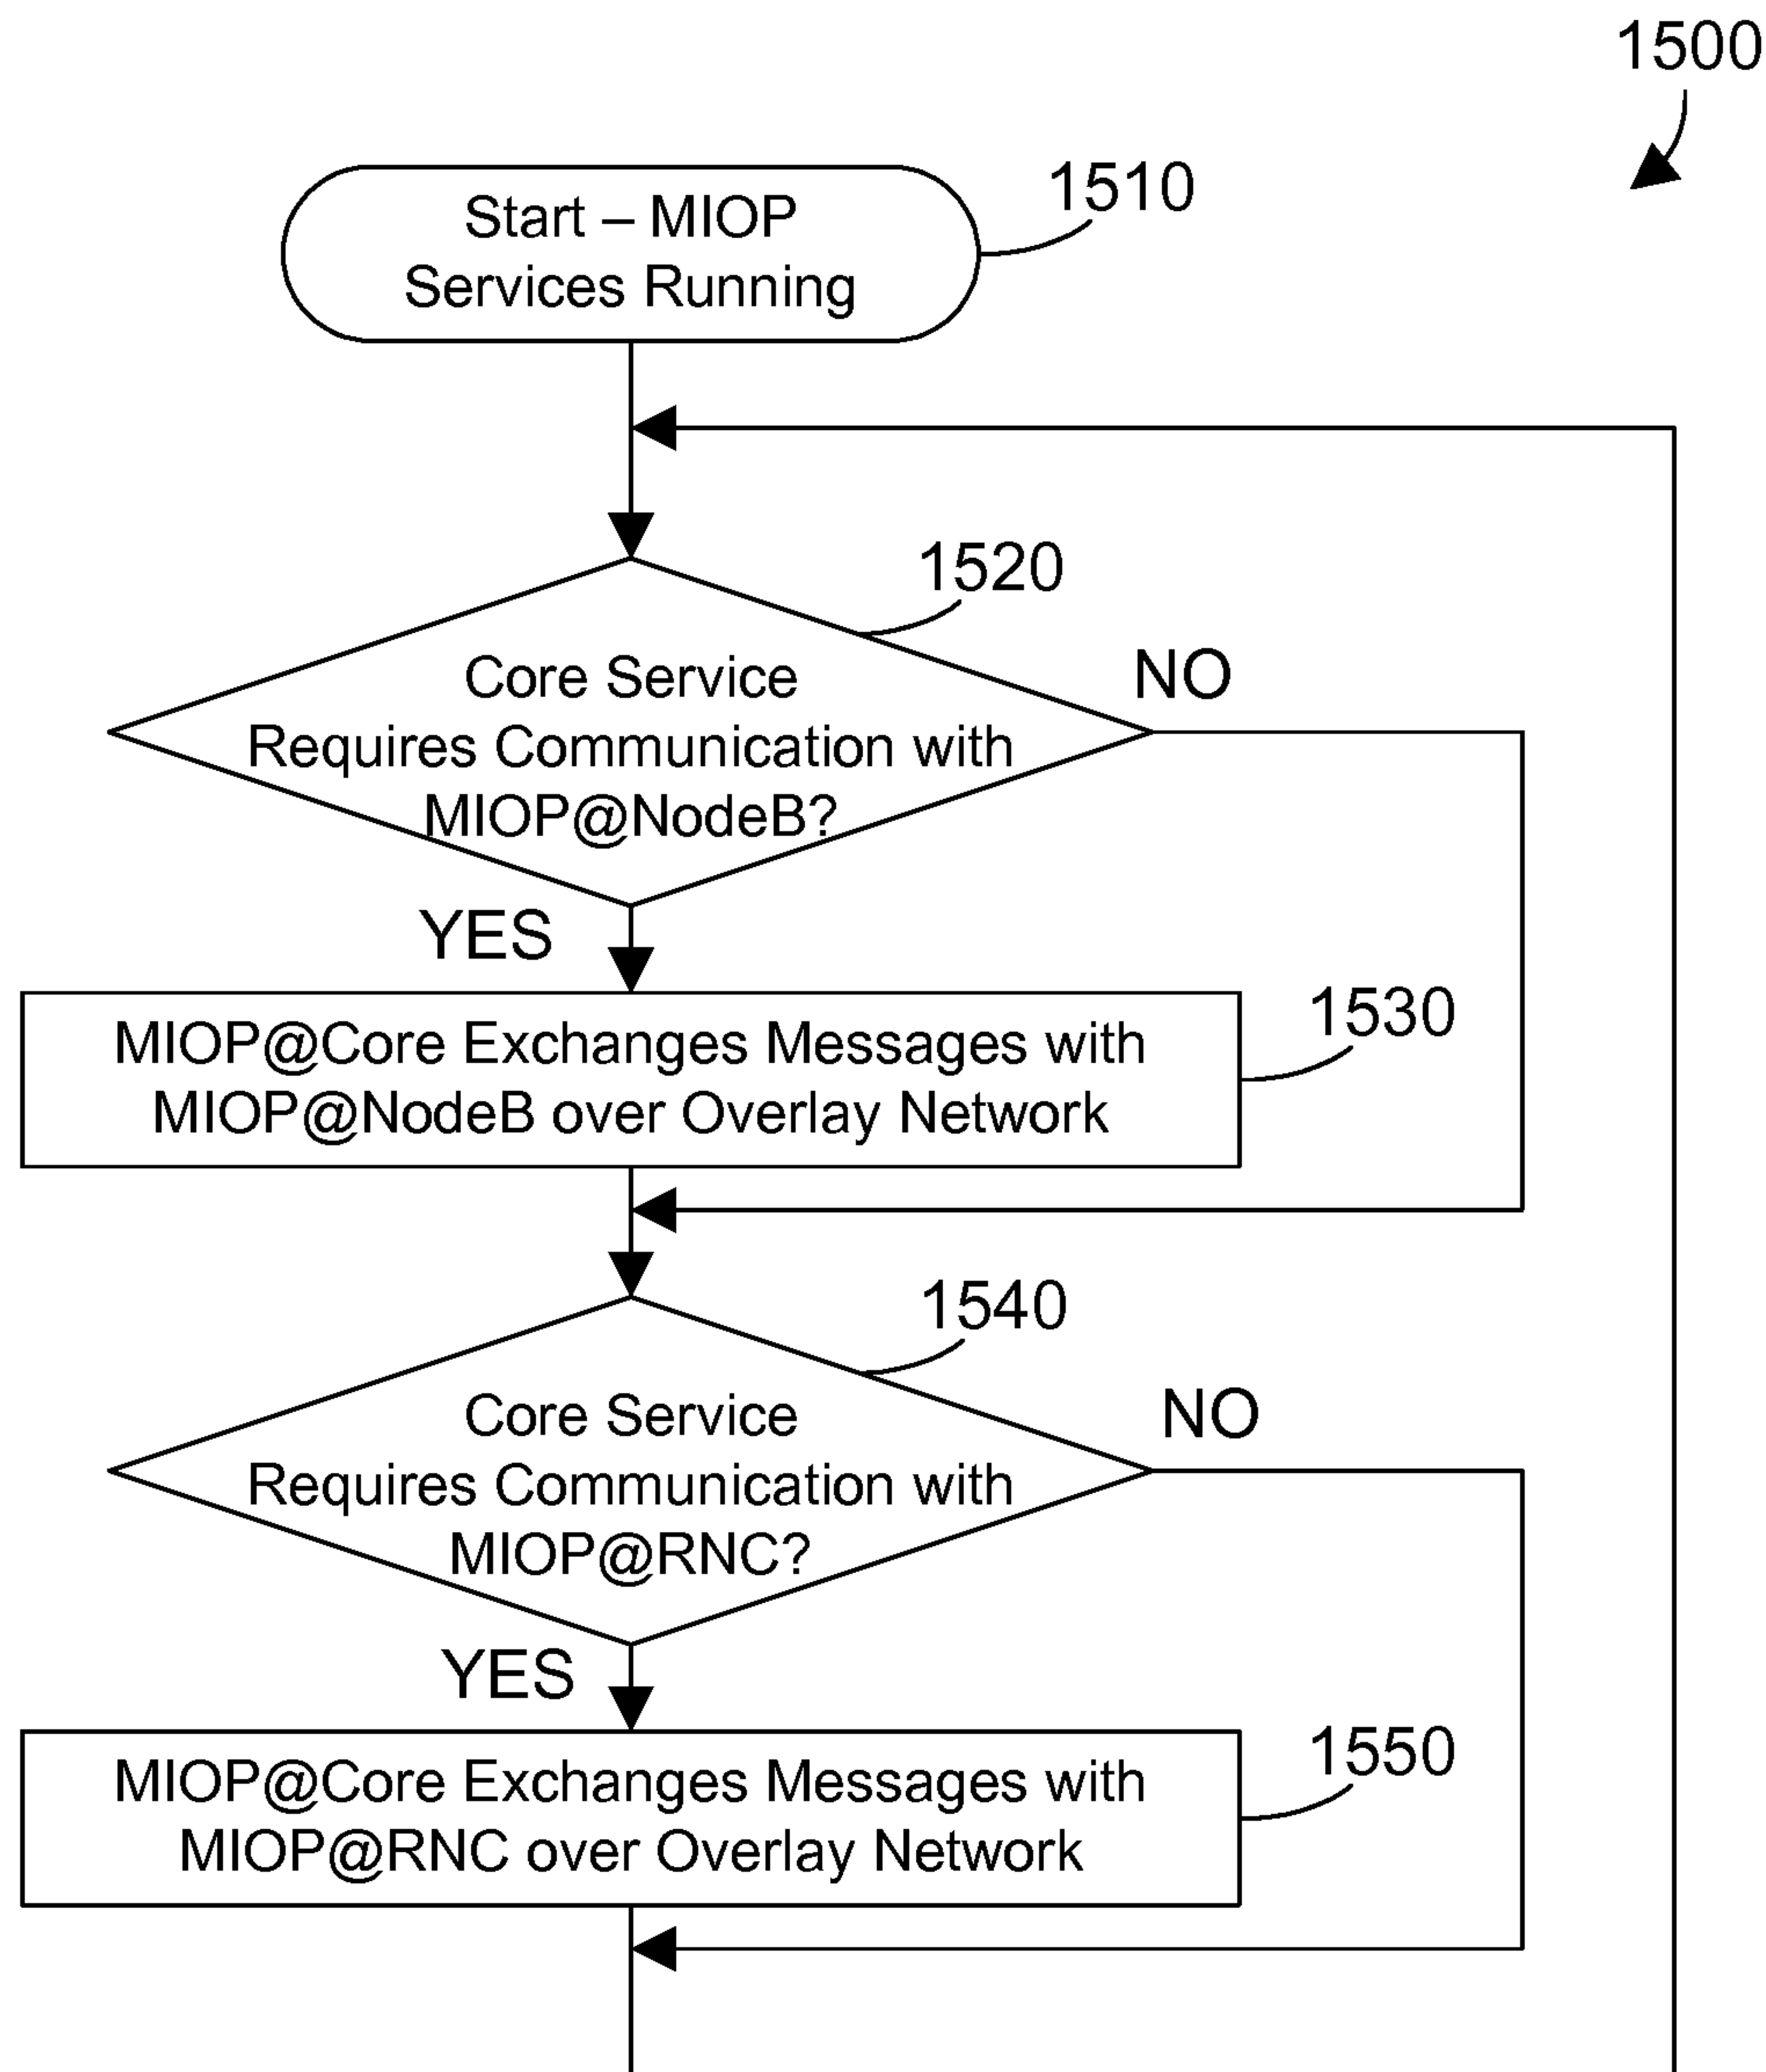 1500
1510
Start – MIOP
Services Running
1520
Core Service
Requires Communication with
MIOP@NodeB?
NO
YES
1530
MIOP@Core Exchanges Messages with
MIOP@NodeB over Overlay Network
1540
Core Service
Requires Communication with
MIOP@RNC?
NO
YES
1550
MIOP@Core Exchanges Messages with
MIOP@RNC over Overlay Network